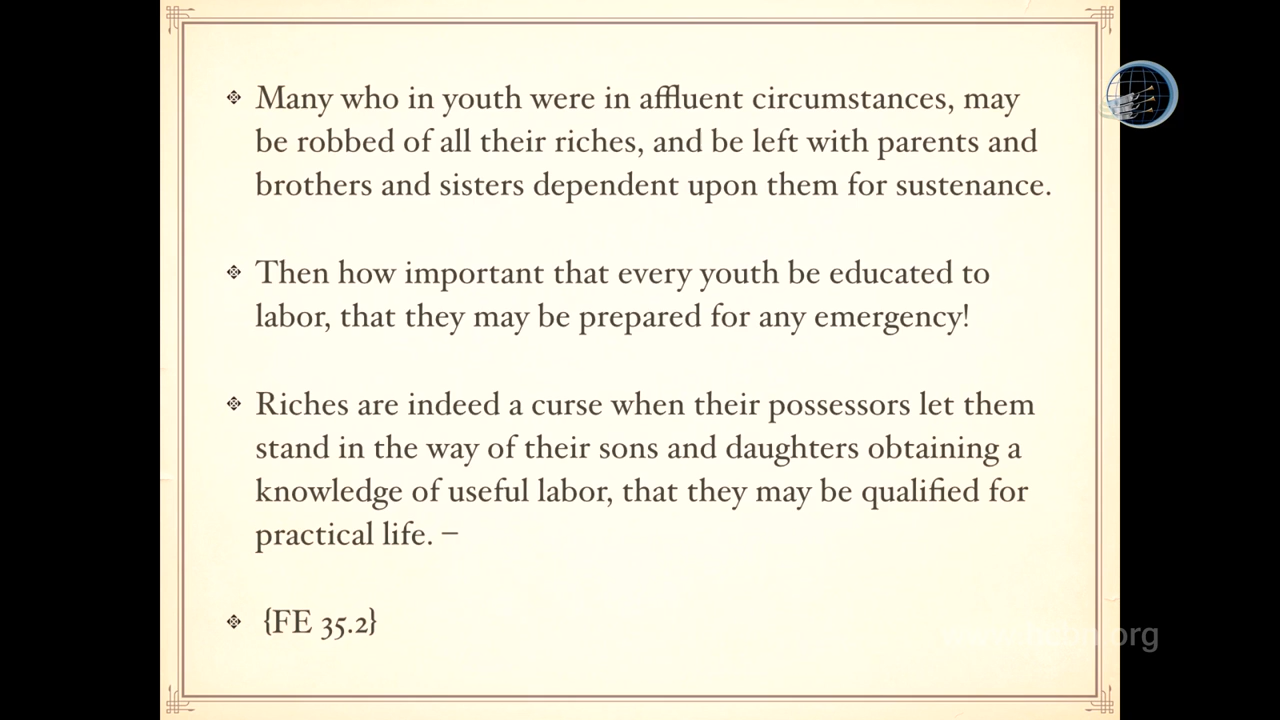 Many who in youth were in affluent circumstances, may
be robbed of all their riches, and be left with parents and
brothers and sisters dependent upon them for sustenance.
Then how important that every youth be educated to
labor, that they may be prepared for any emergency!
Riches are indeed a curse when their possessors let them
stand in the way of their sons and daughters obtaining a
knowledge of useful labor, that they may be qualified for
practical life. –
{FE 35.2}